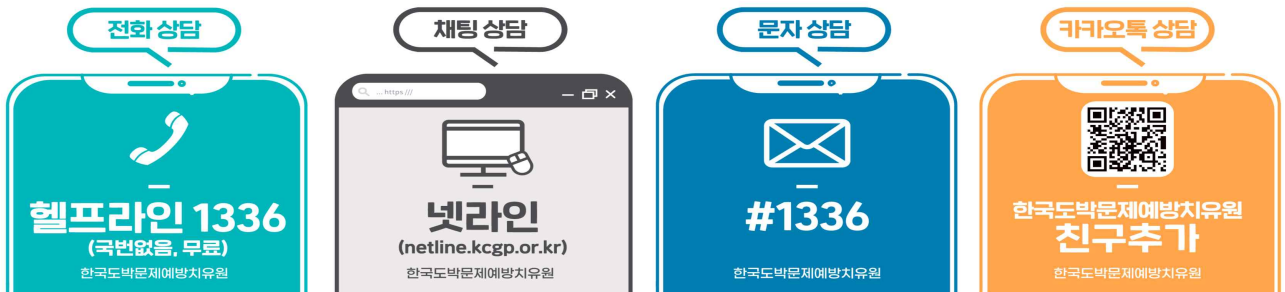 전화 상담
헬프라인 1336
(국번없음, 무료)
한국도박문제예방치유원
채팅 상담
... https ///
넷라인
(netline.kcgp.or.kr)
한국도박문제예방치유원
문자 상담
#1336
한국도박문제예방치유원
카카오톡 상담
한국도박문제예방치유원
친구추가
한국도박문제예방치유원